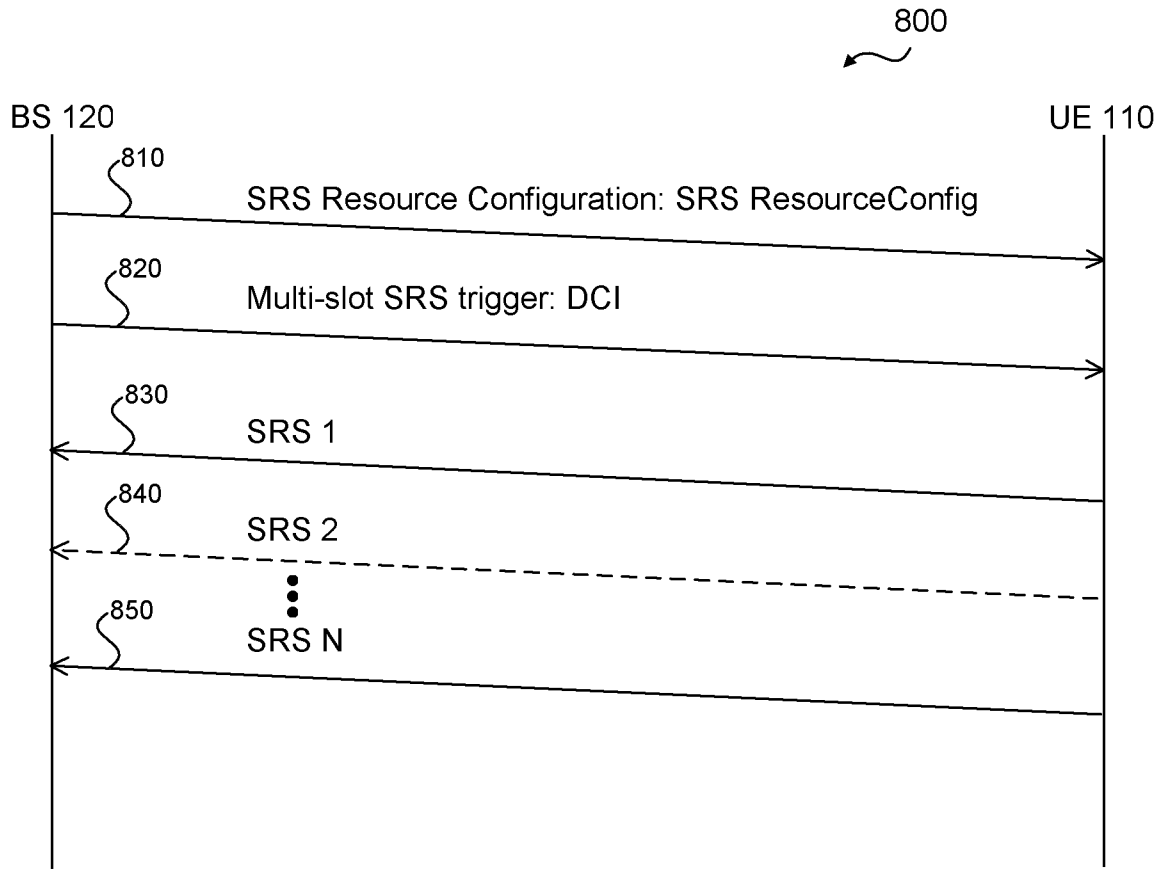 800
BS 120
UE 110
810
SRS Resource Configuration: SRS ResourceConfig
820
Multi-slot SRS trigger: DCI
830
SRS 1
840
SRS 2
850
SRS N